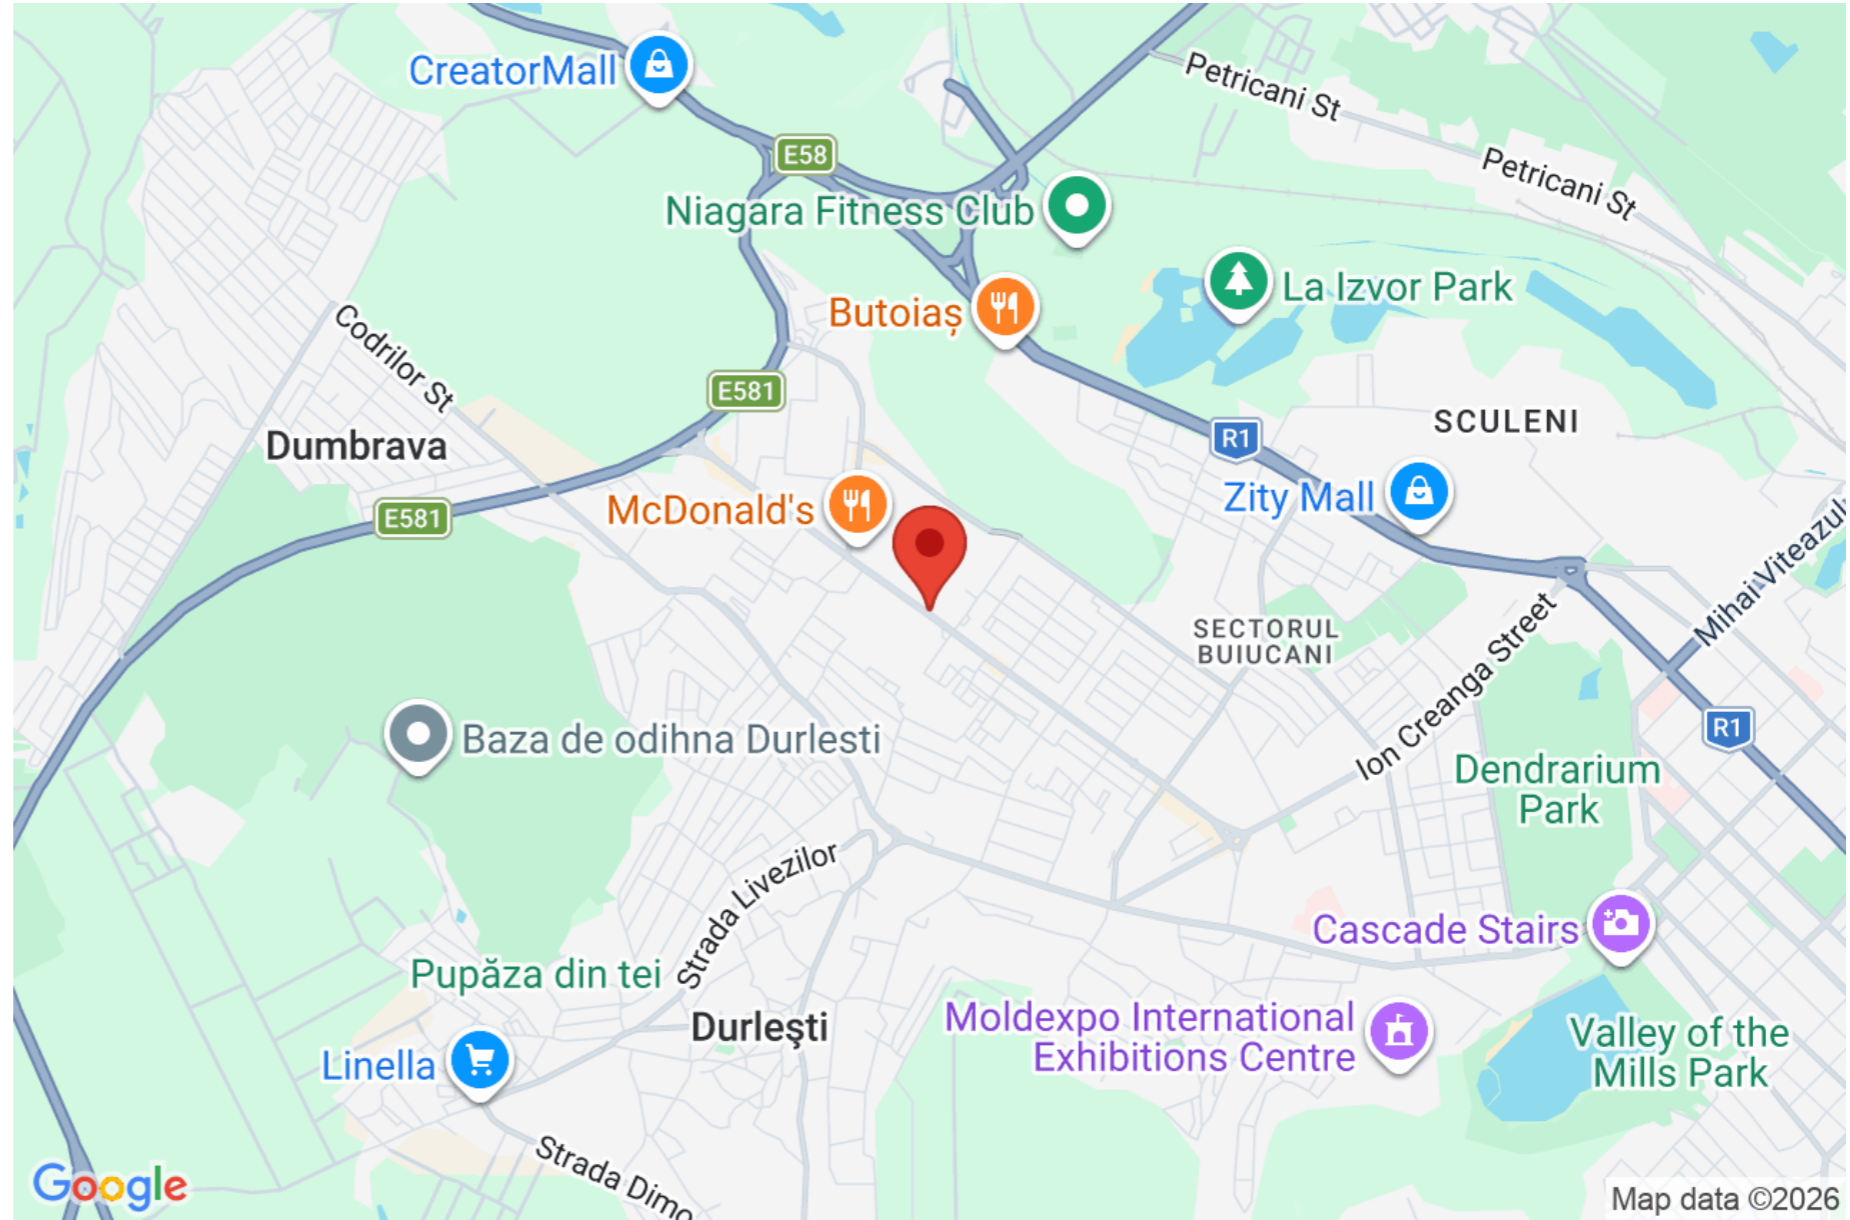 CreatorMall
Petricani St
E58
Petricani St
Niagara Fitness Club
La Izvor Park
Butoiaș
Codrilor St
E581
SCULENI
R1
Dumbrava
Zity Mall
McDonald's
E581
Mihai Viteazul
SECTORUL
BUIUCANI
Ion Creanga Street
R1
Baza de odihna Durlesti
Dendrarium
Park
Strada Livezilor
Cascade Stairs
Pupăza din tei
Moldexpo International
Exhibitions Centre
Durleşti
Valley of the
Mills Park
Linella
Strada Dimo
Google
Map data ©2026